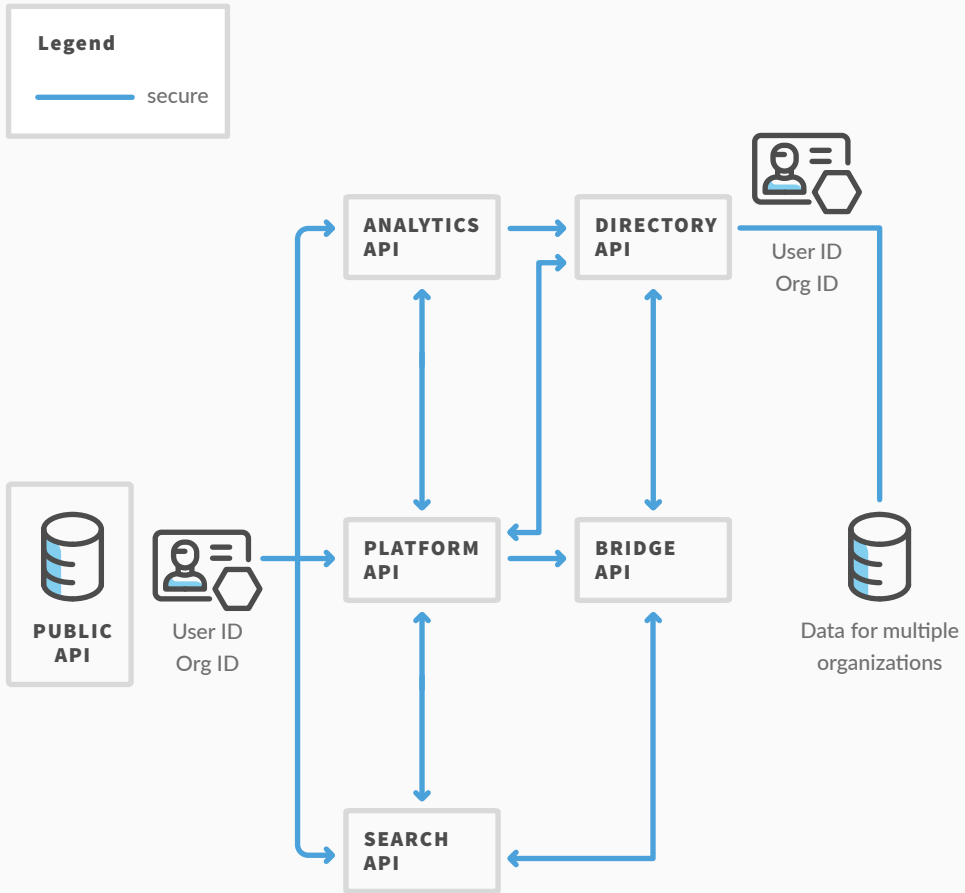 Legend
secure
ANALYTICS
API
DIRECTORY
API
User ID
Org ID
PUBLIC
API
User ID
Org ID
PLATFORM
API
BRIDGE
API
Data for multiple
organizations
SEARCH
API